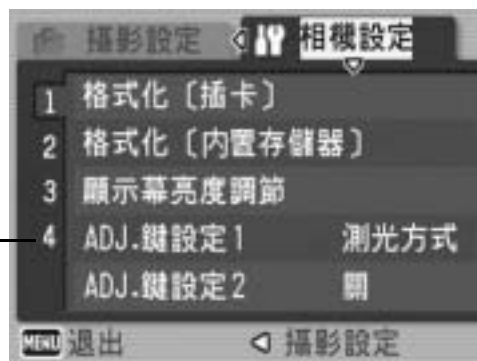 攝影設定 相機設定
1 格式化〔插卡〕
2 格式化〔内置存儲器〕
3 顯示幕亮度調節
4 ADJ.鍵設定1 測光方式
ADJ.鍵設定2 關
MENU 退出 攝影設定